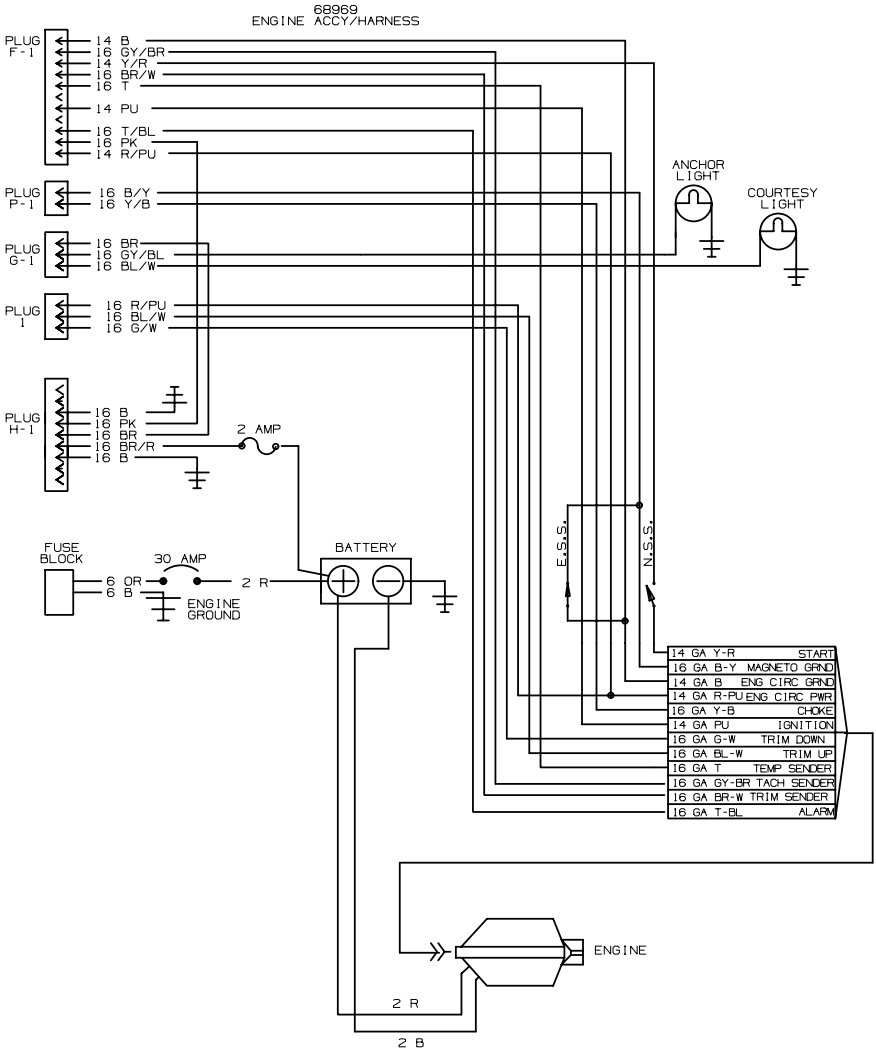 68969
ENGINE ACCY/HARNESS
PLUG
F-1
14 B
16 GY/BR
14 Y/R
16 BR/W
16 T
14 PU
16 T/BL
16 PK
14 R/PU
PLUG
P-1
16 B/Y
16 Y/B
ANCHOR
LIGHT
COURTESY
LIGHT
PLUG
G-1
16 BR
16 GY/BL
16 BL/W
PLUG
1
16 R/PU
16 BL/W
16 G/W
PLUG
H-1
16 B
16 PK
16 BR
16 BR/R
16 B
2 AMP
E.S.S.
N.S.S.
FUSE
BLOCK
30 AMP
BATTERY
6 OR
6 B
2 R
ENGINE
GROUND
14 GA Y-R START
16 GA B-Y MAGNETO GRND
14 GA B ENG CIRC GRND
14 GA R-PU ENG CIRC PWR
16 GA Y-B CHOKE
14 GA PU IGNITION
16 GA G-W TRIM DOWN
16 GA BL-W TRIM UP
16 GA T TEMP SENDER
16 GA GY-BR TACH SENDER
16 GA BR-W TRIM SENDER
16 GA T-BL ALARM
ENGINE
2 R
2 B